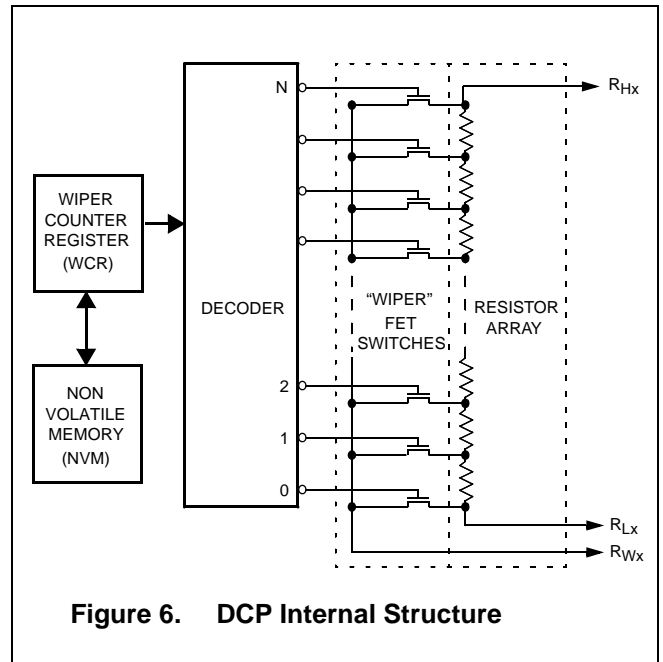 N
R_Hx
WIPER
COUNTER
REGISTER
(WCR)
DECODER
“WIPER”
FET
SWITCHES
RESISTOR
ARRAY
NON
VOLATILE
MEMORY
(NVM)
2
1
0
R_Lx
R_Wx
Figure 6. DCP Internal Structure